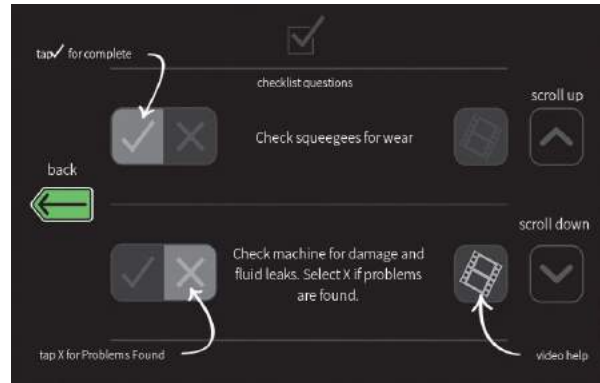 tap✓ for complete
checklist questions
scroll up
Check squeegees for wear
back
scroll down
Check machine for damage and
fluid leaks. Select X if problems
are found.
tap X for Problems Found
video help